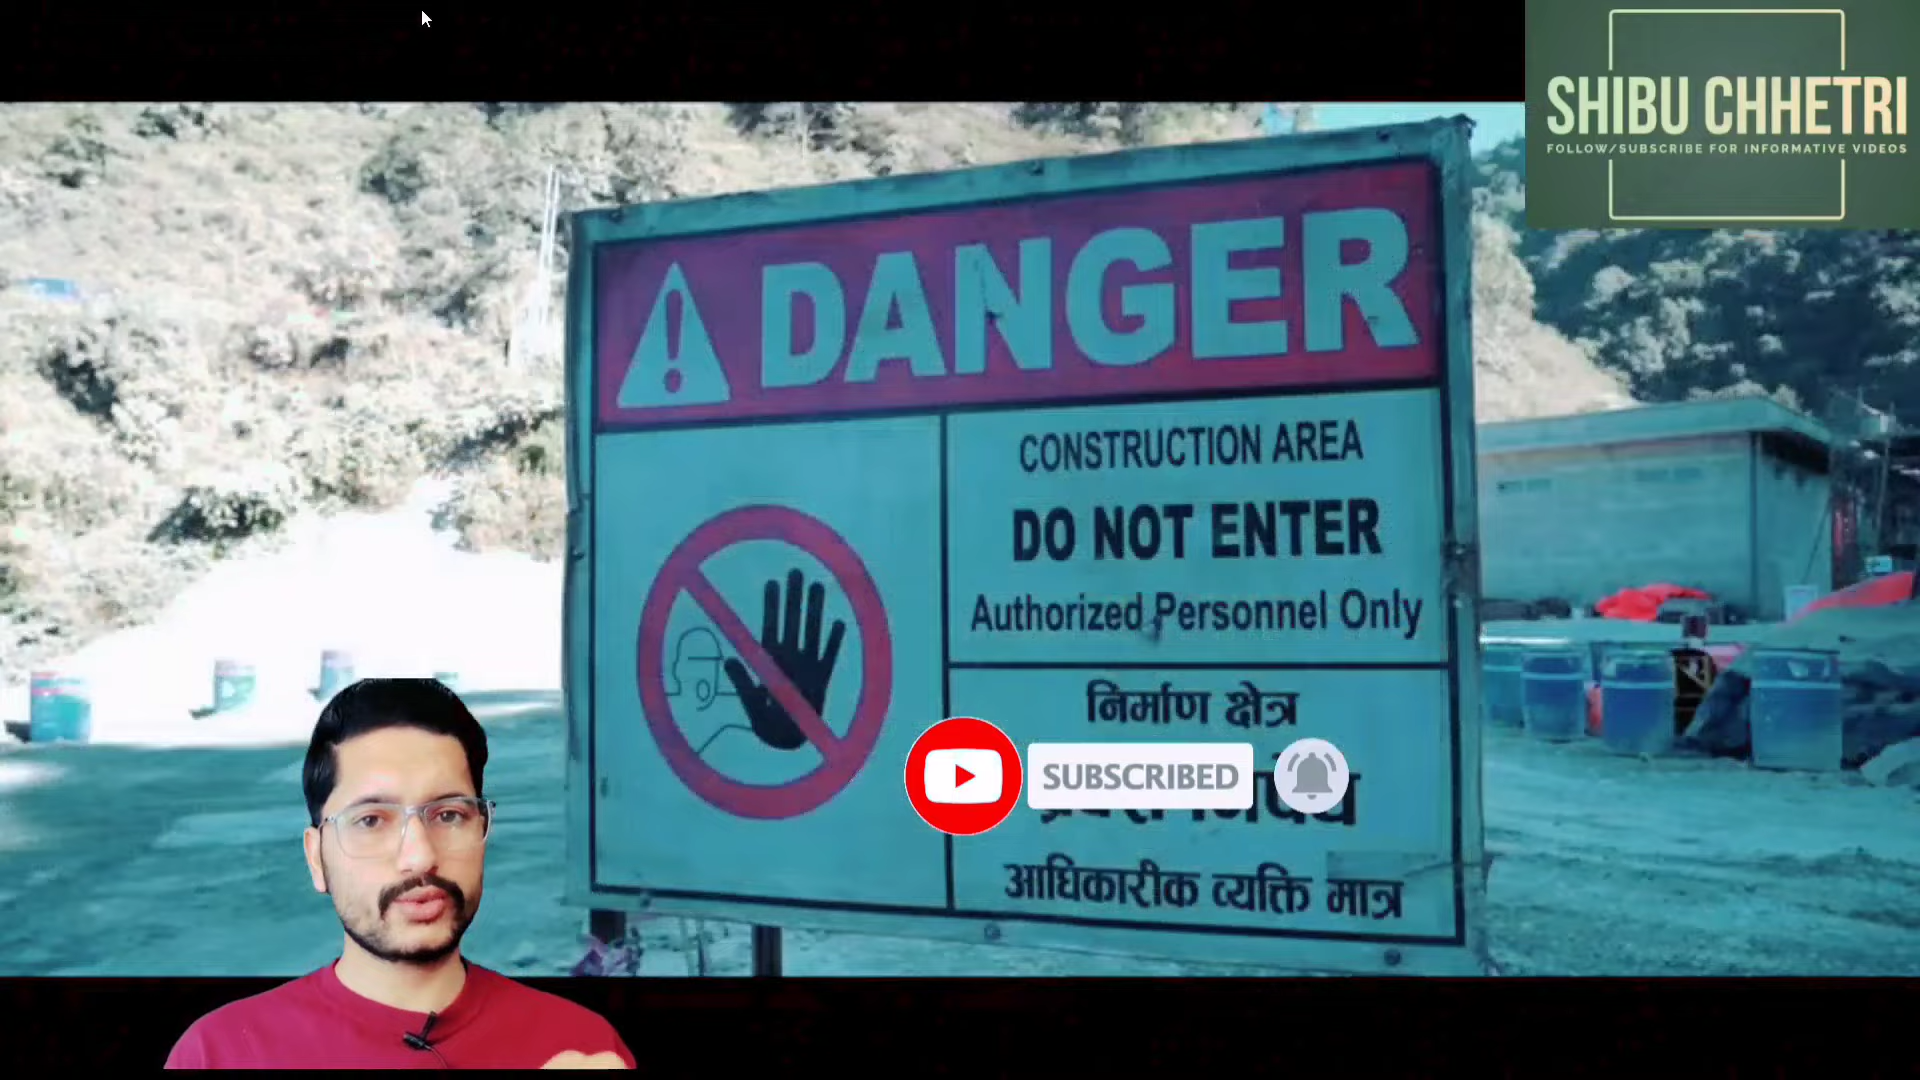 SHIBU CHHETRI
FOLLOW/SUBSCRIBE FOR INFORMATIVE VIDEOS
DANGER
CONSTRUCTION AREA
DO NOT ENTER
Authorized Personnel Only
निर्माण क्षेत्र
SUBSCRIBED
आधिकारीक व्यक्ति मात्र